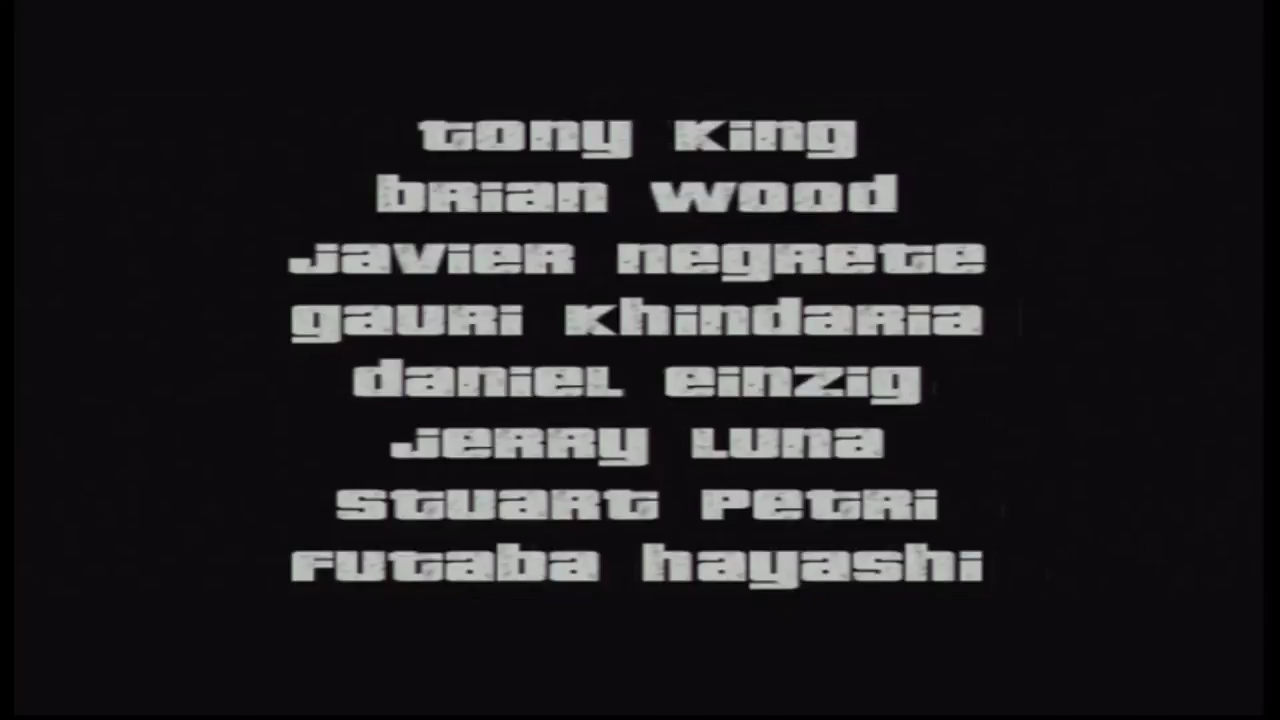 Tony King
Brian Wood
Javier Negrete
Gauri Khindaria
Daniel Einzig
Jerry Luna
Stuart Petri
Futaba Hayashi